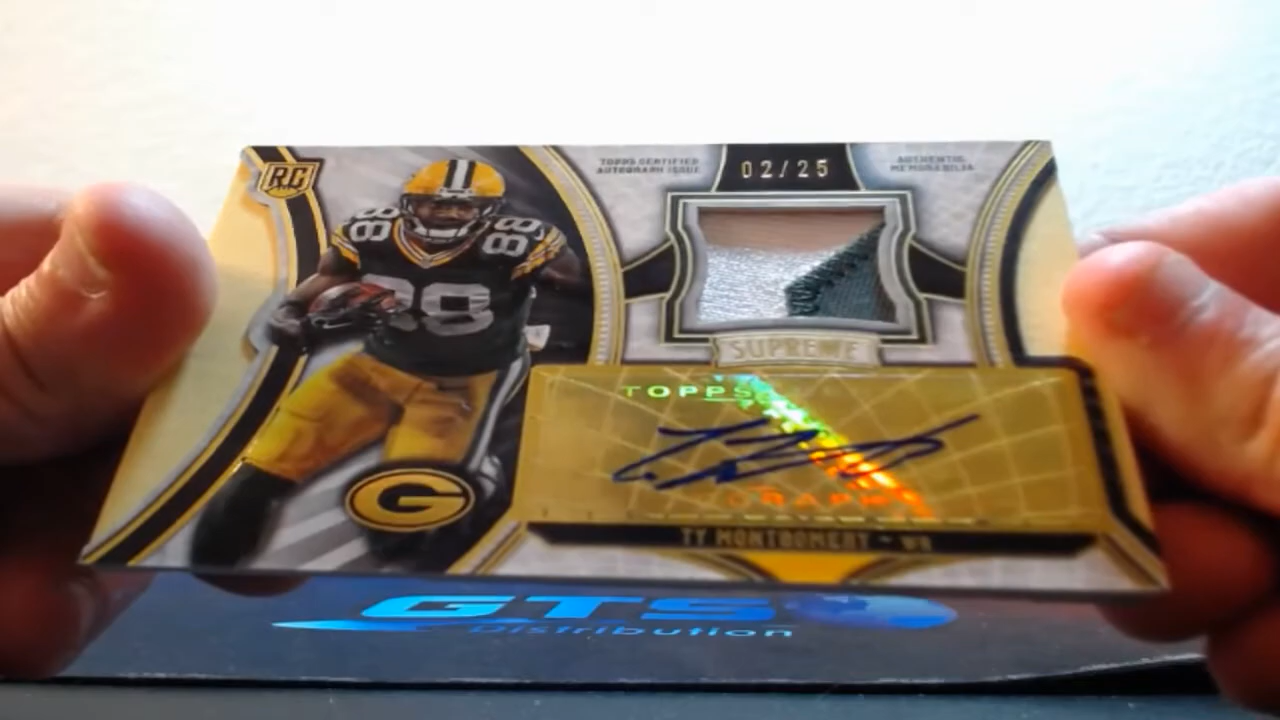 RC
TOPPS CERTIFIED
AUTOGRAPH ISSUE
02/25
AUTHENTIC
MEMORABILIA
88
88
88
G
SUPREME
TOPPS
GRAPH
TY MONTGOMERY - WR
GTS
Distribution